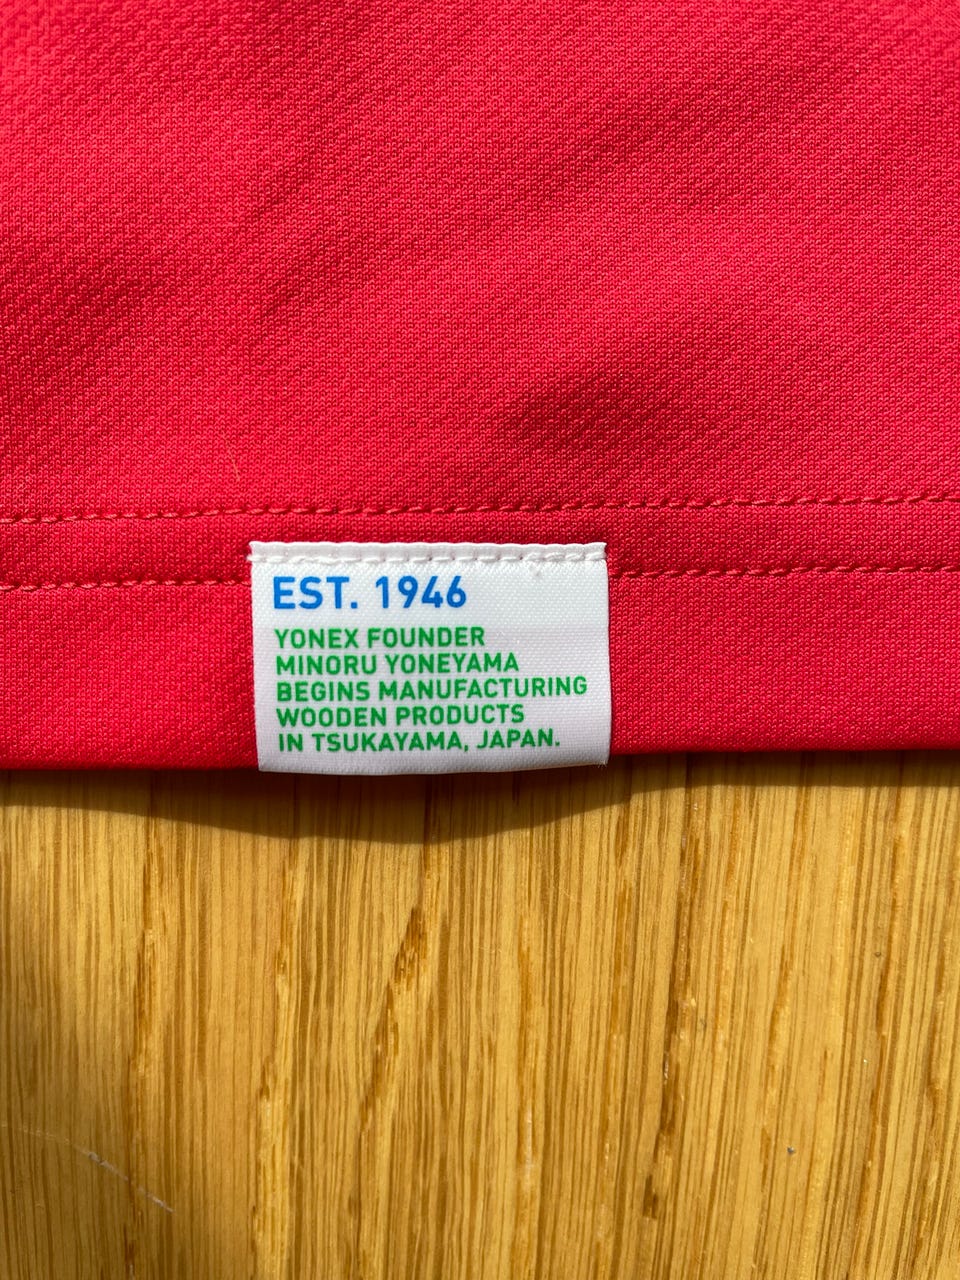 EST. 1946
YONEX FOUNDER
MINORU YONEYAMA
BEGINS MANUFACTURING
WOODEN PRODUCTS
IN TSUKAYAMA, JAPAN.